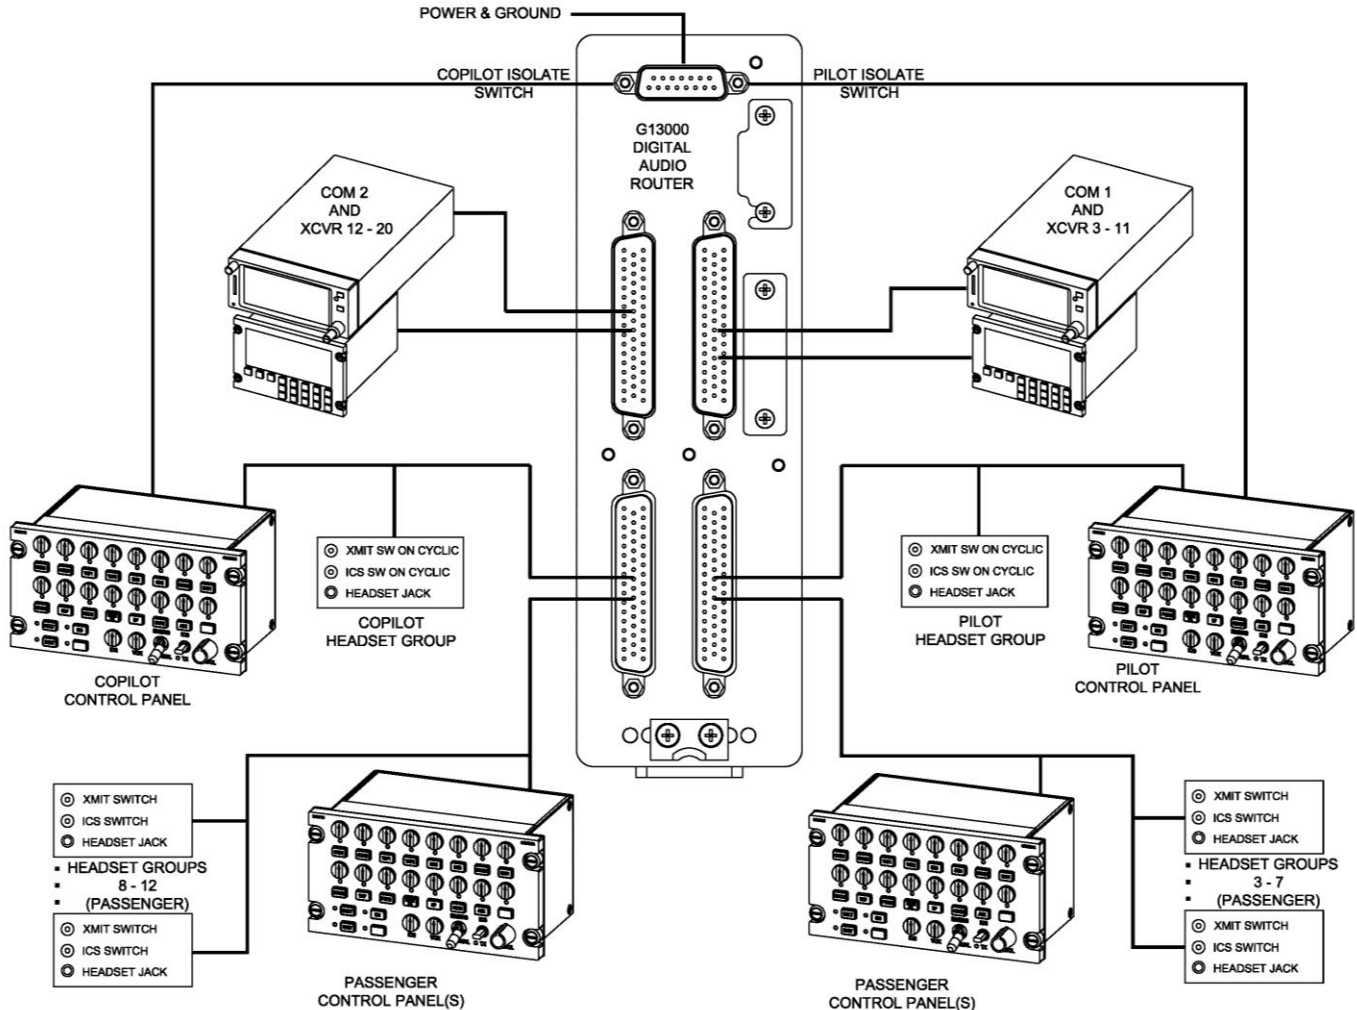 POWER & GROUND
COPILOT ISOLATE
SWITCH
PILOT ISOLATE
SWITCH
G13000
DIGITAL
AUDIO
ROUTER
COM 2
AND
XCVR 12 - 20
COM 1
AND
XCVR 3 - 11
XMIT SW ON CYCLIC
ICS SW ON CYCLIC
HEADSET JACK
COPILOT
HEADSET GROUP
XMIT SW ON CYCLIC
ICS SW ON CYCLIC
HEADSET JACK
PILOT
HEADSET GROUP
COPILOT
CONTROL PANEL
PILOT
CONTROL PANEL
XMIT SWITCH
ICS SWITCH
HEADSET JACK
HEADSET GROUPS
8 - 12
(PASSENGER)
XMIT SWITCH
ICS SWITCH
HEADSET JACK
PASSENGER
CONTROL PANEL(S)
PASSENGER
CONTROL PANEL(S)
XMIT SWITCH
ICS SWITCH
HEADSET JACK
HEADSET GROUPS
3 - 7
(PASSENGER)
XMIT SWITCH
ICS SWITCH
HEADSET JACK